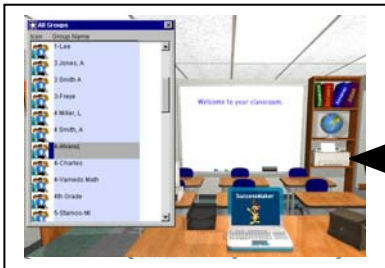 All Groups
Icon Group Name
1-Lee
3 Jones, A
3 Smith A
3-Frese
4 Miller, L
4 Smith, A
4-Alvarez
4-Charles
4-Varnedo Math
4th Grade
5-Stamos-MI
Welcome to your classroom.
SuccessMaker